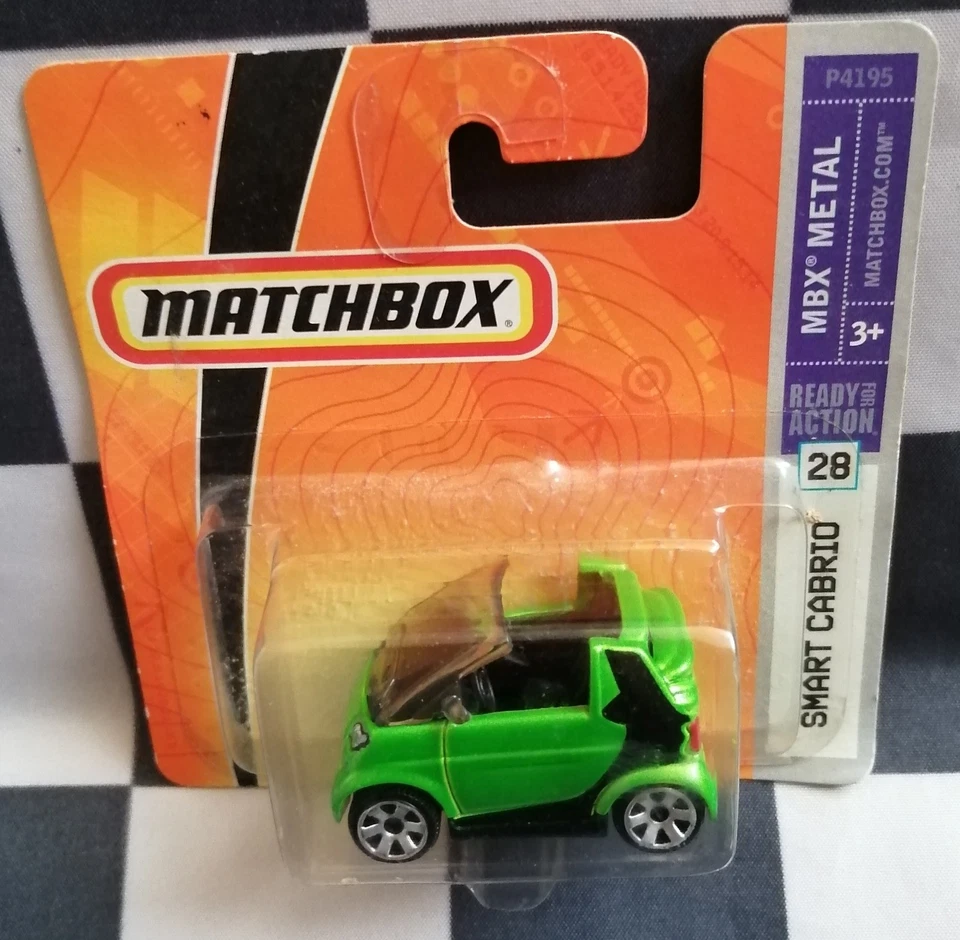 MATCHBOX®
P4195
MBX® METAL
MATCHBOX.COM™
3+
READY FOR ACTION
28
SMART CABRIO